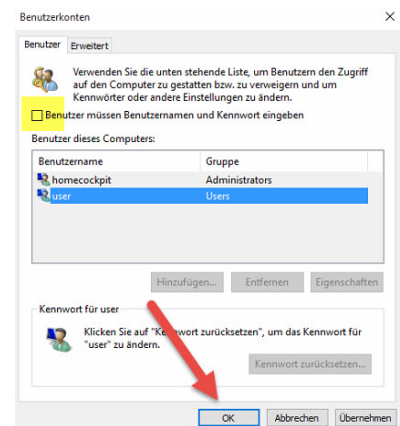 Benutzerkonten
Benutzer Erweitert
Verwenden Sie die unten stehende Liste, um Benutzern den Zugriff
auf den Computer zu gestatten bzw. zu verweigern und um
Kennwörter oder andere Einstellungen zu ändern.
Benutzer müssen Benutzernamen und Kennwort eingeben
Benutzer dieses Computers:
Benutzername Gruppe
homecockpit Administrators
user Users
Hinzufügen... Entfernen Eigenschaften
Kennwort für user
Klicken Sie auf "Kennwort zurücksetzen", um das Kennwort für
"user" zu ändern.
Kennwort zurücksetzen...
OK Abbrechen Übernehmen